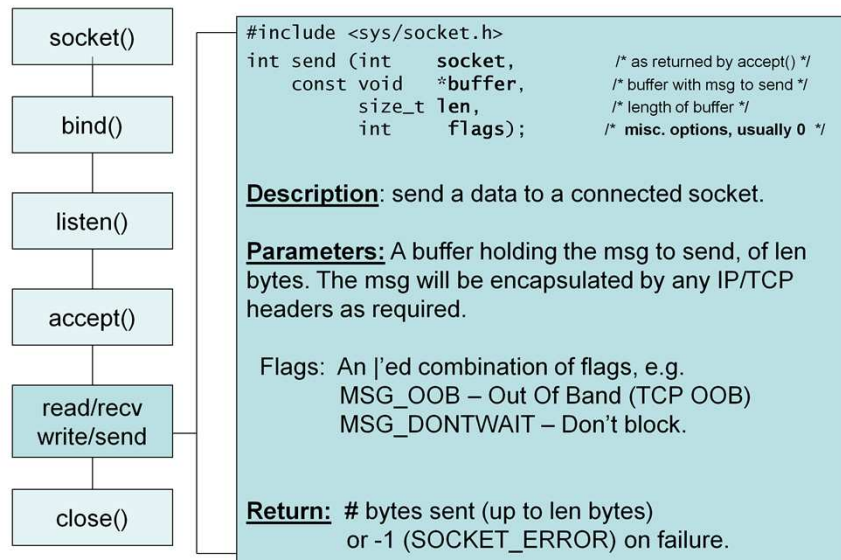 socket()
bind()
listen()
accept()
read/recv
write/send
close()
#include <sys/socket.h>
int send (int socket, /* as returned by accept() */
const void *buffer, /* buffer with msg to send */
size_t len, /* length of buffer */
int flags); /* misc. options, usually 0 */
Description: send a data to a connected socket.
Parameters: A buffer holding the msg to send, of len
bytes. The msg will be encapsulated by any IP/TCP
headers as required.
Flags: An |'ed combination of flags, e.g.
MSG_OOB – Out Of Band (TCP OOB)
MSG_DONTWAIT – Don't block.
Return: # bytes sent (up to len bytes)
or -1 (SOCKET_ERROR) on failure.